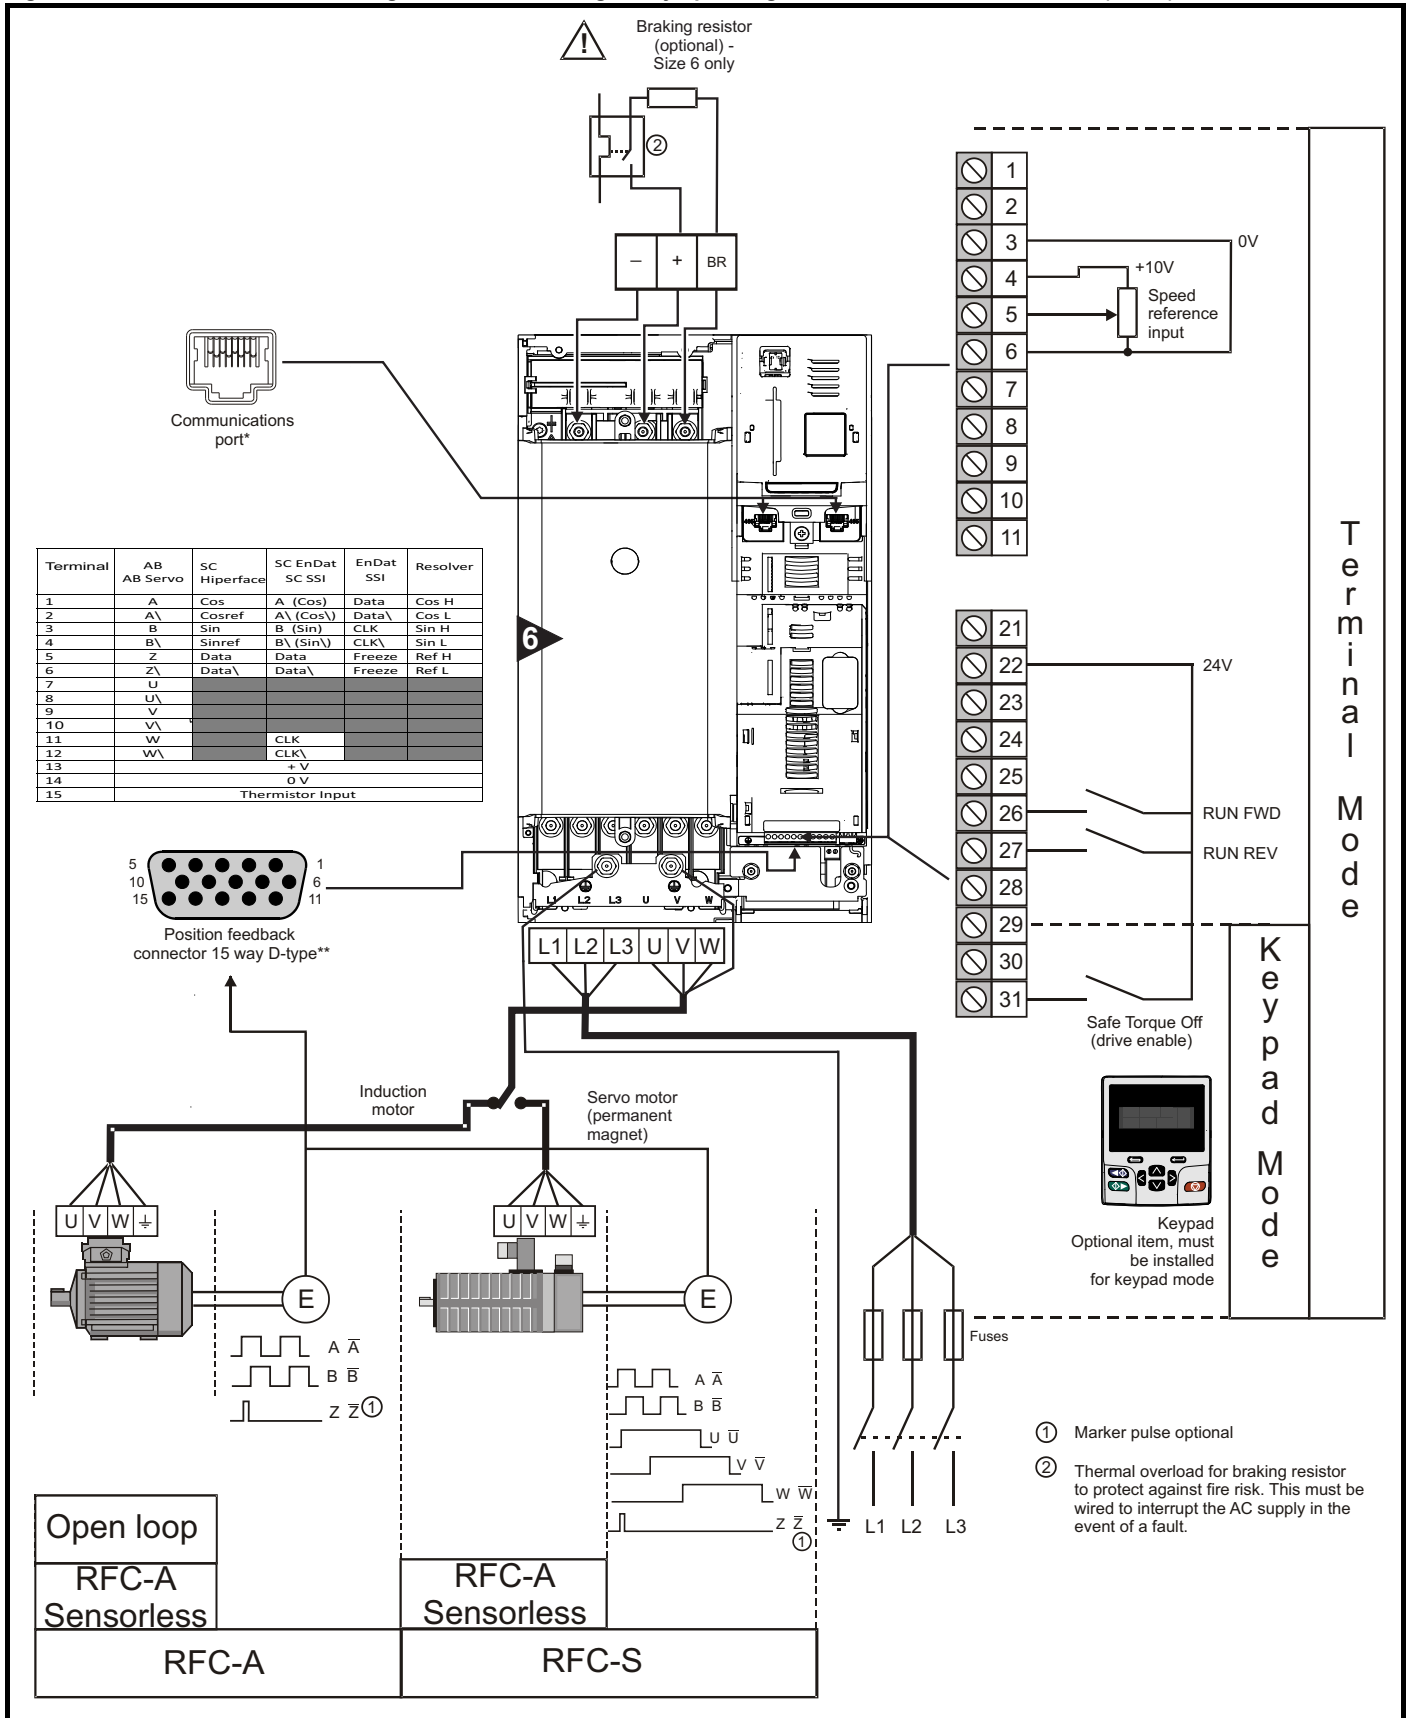 Braking resistor
(optional) -
Size 6 only
!
2
– + BR
1
2
3
4
5
6
7
8
9
10
11
0V
+10V
Speed
reference
input
Communications
port*
Terminal AB AB Servo SC Hiperface SC EnDat SC SSI EnDat SSI Resolver
1 A Cos A (Cos) Data Cos H
2 A\ Cosref A\ (Cos\) Data\ Cos L
3 B Sin B (Sin) CLK Sin H
4 B\ Sinref B\ (Sin\) CLK\ Sin L
5 Z Data Data Freeze Ref H
6 Z\ Data\ Data\ Freeze Ref L
7 U
8 U\
9 V
10 V\
11 W CLK
12 W\ CLK\
13 + V
14 0 V
15 Thermistor Input
6
21
22
23
24
25
26
27
28
29
30
31
24V
RUN FWD
RUN REV
Safe Torque Off
(drive enable)
Terminal Mode
Keypad Mode
5 1
10 6
15 11
Position feedback
connector 15 way D-type**
L1 L2 L3 U V W
L1 L2 L3 U V W
Induction
motor
Servo motor
(permanent
magnet)
Keypad
Optional item, must
be installed
for keypad mode
U V W
U V W
E
E
A A̅
B B̅
Z Z̅ 1
A A̅
B B̅
U U̅
V V̅
W W̅
Z Z̅
1
Fuses
L1 L2 L3
1 Marker pulse optional
2 Thermal overload for braking resistor
to protect against fire risk. This must be
wired to interrupt the AC supply in the
event of a fault.
Open loop
RFC-A
Sensorless
RFC-A
Sensorless
RFC-A
RFC-S